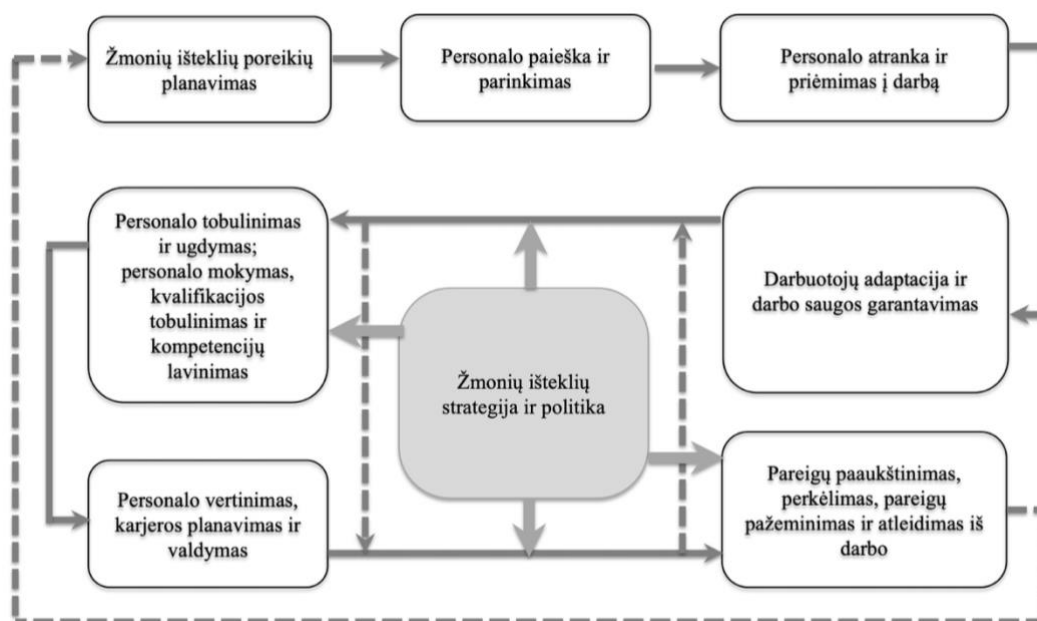 Žmonių išteklių poreikių
planavimas
Personalo paieška ir
parinkimas
Personalo atranka ir
priėmimas į darbą
Personalo tobulinimas
ir ugdymas;
personalo mokymas,
kvalifikacijos
tobulinimas ir
kompetencijų
lavinimas
Žmonių išteklių
strategija ir politika
Darbuotojų adaptacija ir
darbo saugos garantavimas
Personalo vertinimas,
karjeros planavimas ir
valdymas
Pareigų paaukštinimas,
perkėlimas, pareigų
pažeminimas ir atleidimas iš
darbo